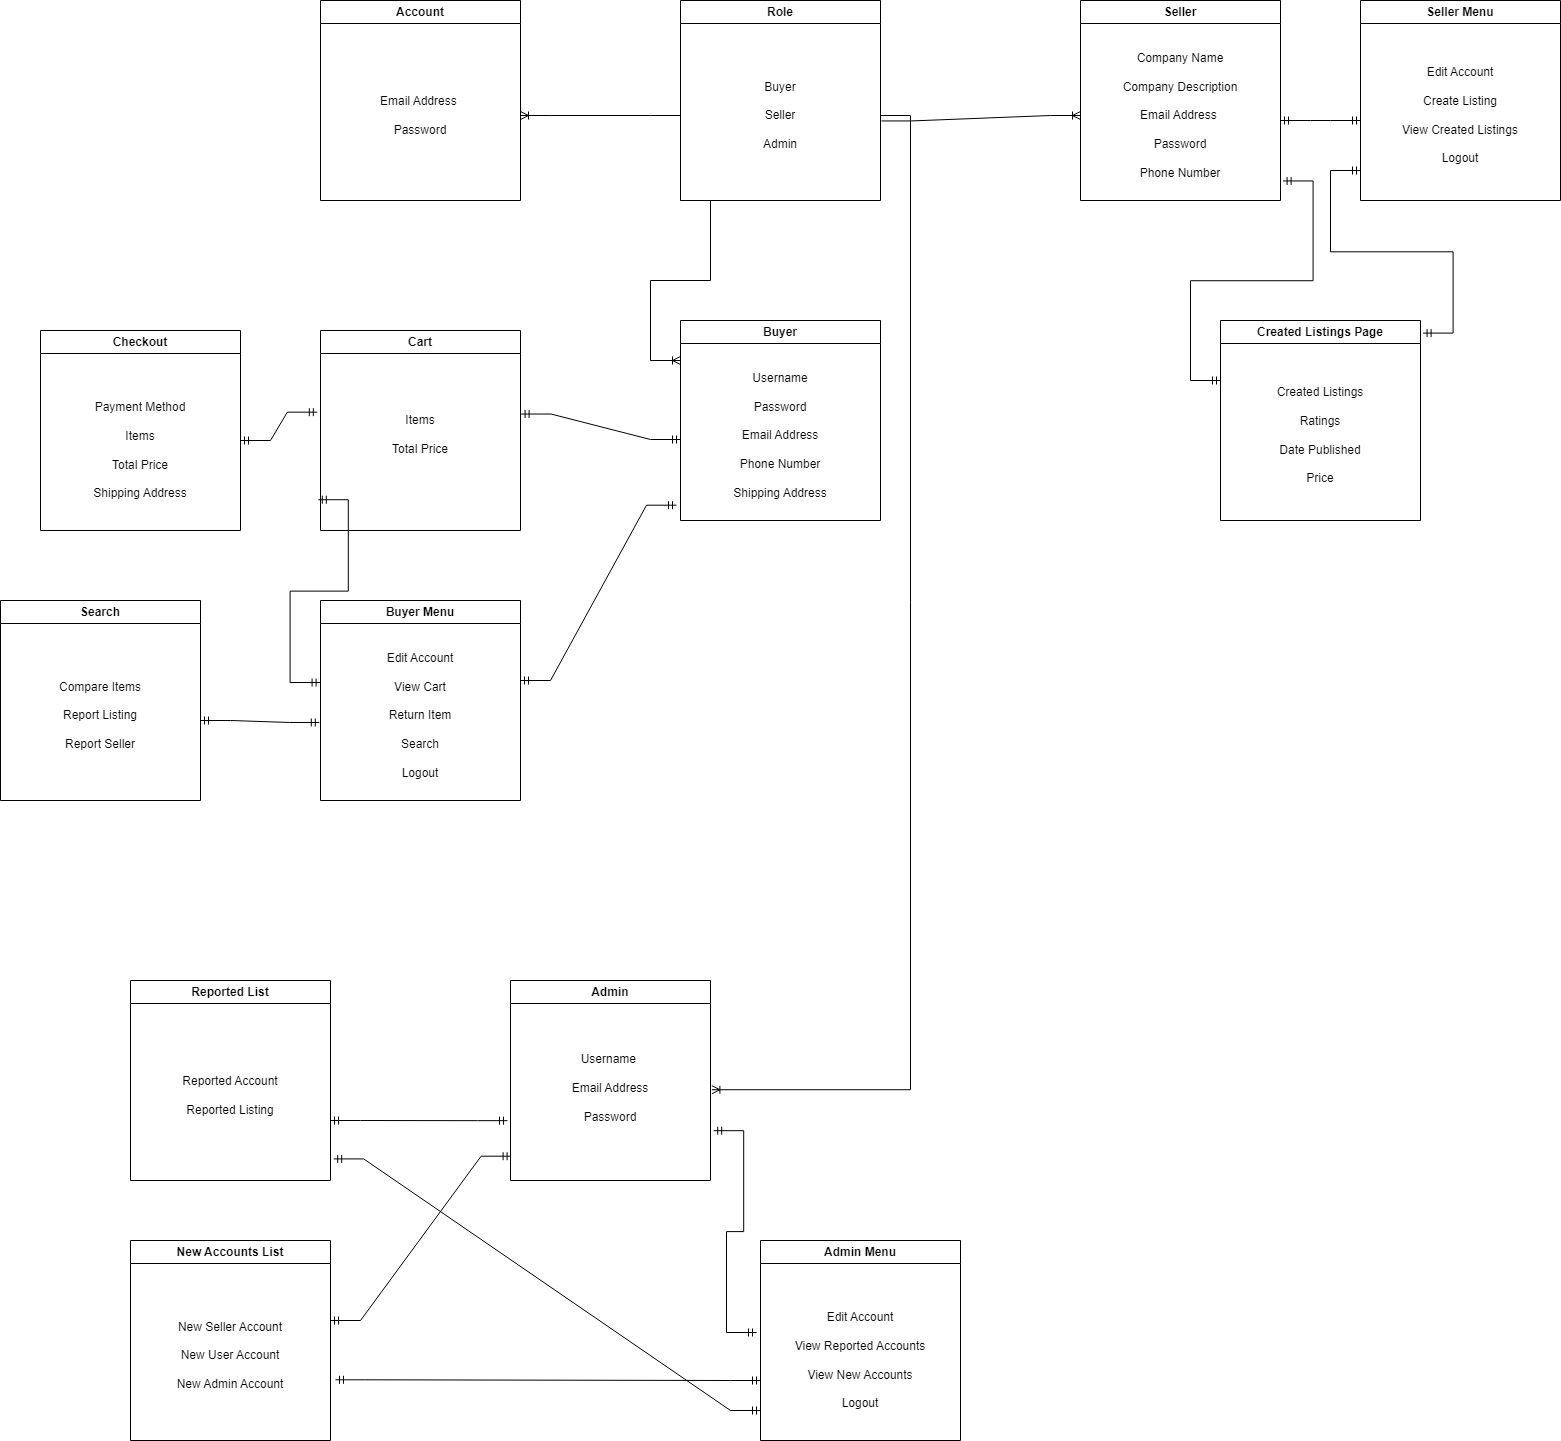 Account
Email Address
Password
Role
Buyer
Seller
Admin
Seller
Company Name
Company Description
Email Address
Password
Phone Number
Seller Menu
Edit Account
Create Listing
View Created Listings
Logout
Checkout
Payment Method
Items
Total Price
Shipping Address
Cart
Items
Total Price
Buyer
Username
Password
Email Address
Phone Number
Shipping Address
Created Listings Page
Created Listings
Ratings
Date Published
Price
Search
Compare Items
Report Listing
Report Seller
Buyer Menu
Edit Account
View Cart
Return Item
Search
Logout
Reported List
Reported Account
Reported Listing
Admin
Username
Email Address
Password
New Accounts List
New Seller Account
New User Account
New Admin Account
Admin Menu
Edit Account
View Reported Accounts
View New Accounts
Logout